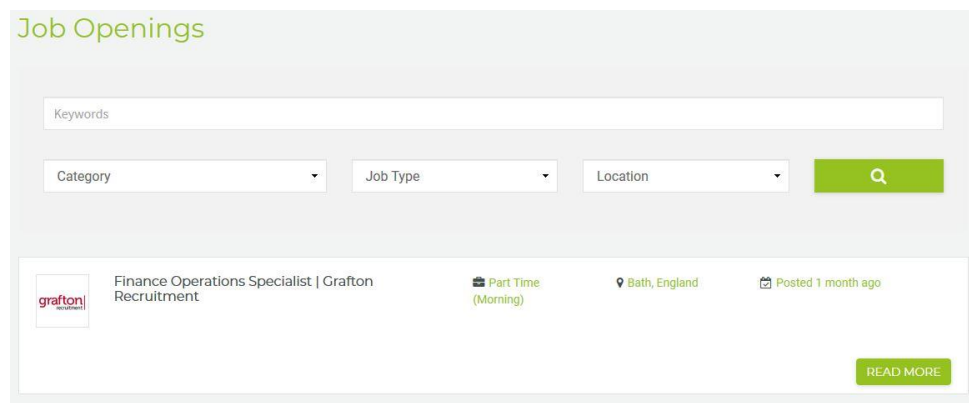 Job Openings
Keywords
Category
Job Type
Location
grafton
recruitment
Finance Operations Specialist | Grafton
Recruitment
Part Time
(Morning)
Bath, England
Posted 1 month ago
READ MORE